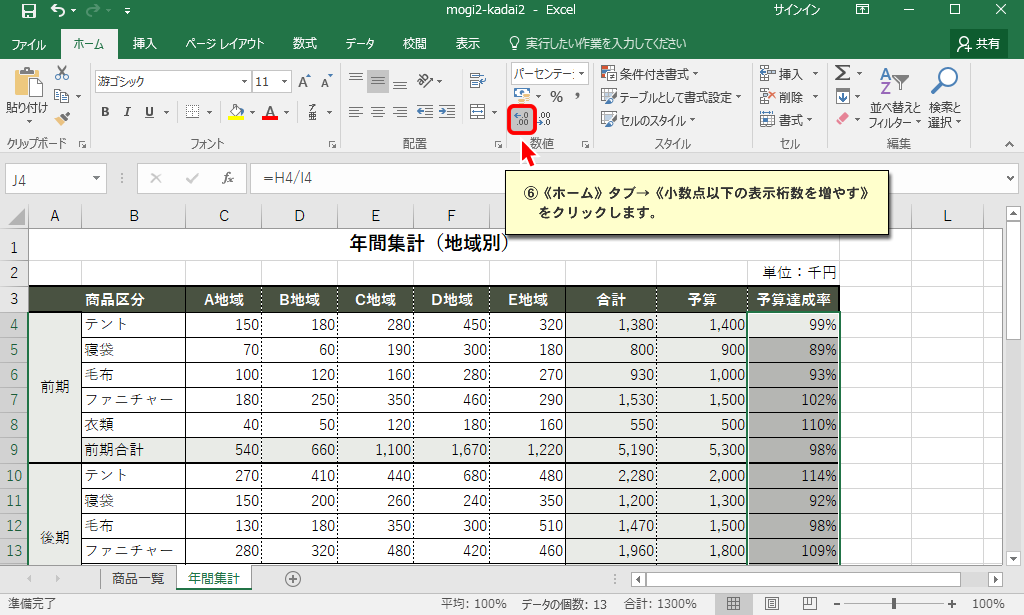 mogi2-kadai2 - Excel
サインイン
ファイル ホーム 挿入 ページ レイアウト 数式 データ 校閲 表示 実行したい作業を入力してください 共有
貼り付け
クリップボード
游ゴシック 11
B I U
フォント
配置
パーセンテー:
% ,
数値
条件付き書式
テーブルとして書式設定
セルのスタイル
スタイル
挿入
削除
書式
セル
並べ替えと
フィルター
検索と
選択
編集
⑥《ホーム》タブ→《小数点以下の表示桁数を増やす》
をクリックします。
J4 fx =H4/I4
A B C D E F L
1 年間集計（地域別）
2 単位：千円
3 商品区分 A地域 B地域 C地域 D地域 E地域 合計 予算 予算達成率
4 テント 150 180 280 450 320 1,380 1,400 99%
5 寝袋 70 60 190 300 180 800 900 89%
6 毛布 100 120 160 280 270 930 1,000 93%
前期
7 ファニチャー 180 250 350 460 290 1,530 1,500 102%
8 衣類 40 50 120 180 160 550 500 110%
9 前期合計 540 660 1,100 1,670 1,220 5,190 5,300 98%
10 テント 270 410 440 680 480 2,280 2,000 114%
11 寝袋 150 200 260 240 350 1,200 1,300 92%
12 毛布 130 180 350 300 510 1,470 1,500 98%
後期
13 ファニチャー 280 320 480 420 460 1,960 1,800 109%
商品一覧 年間集計
準備完了 平均: 100% データの個数: 13 合計: 1300% 100%